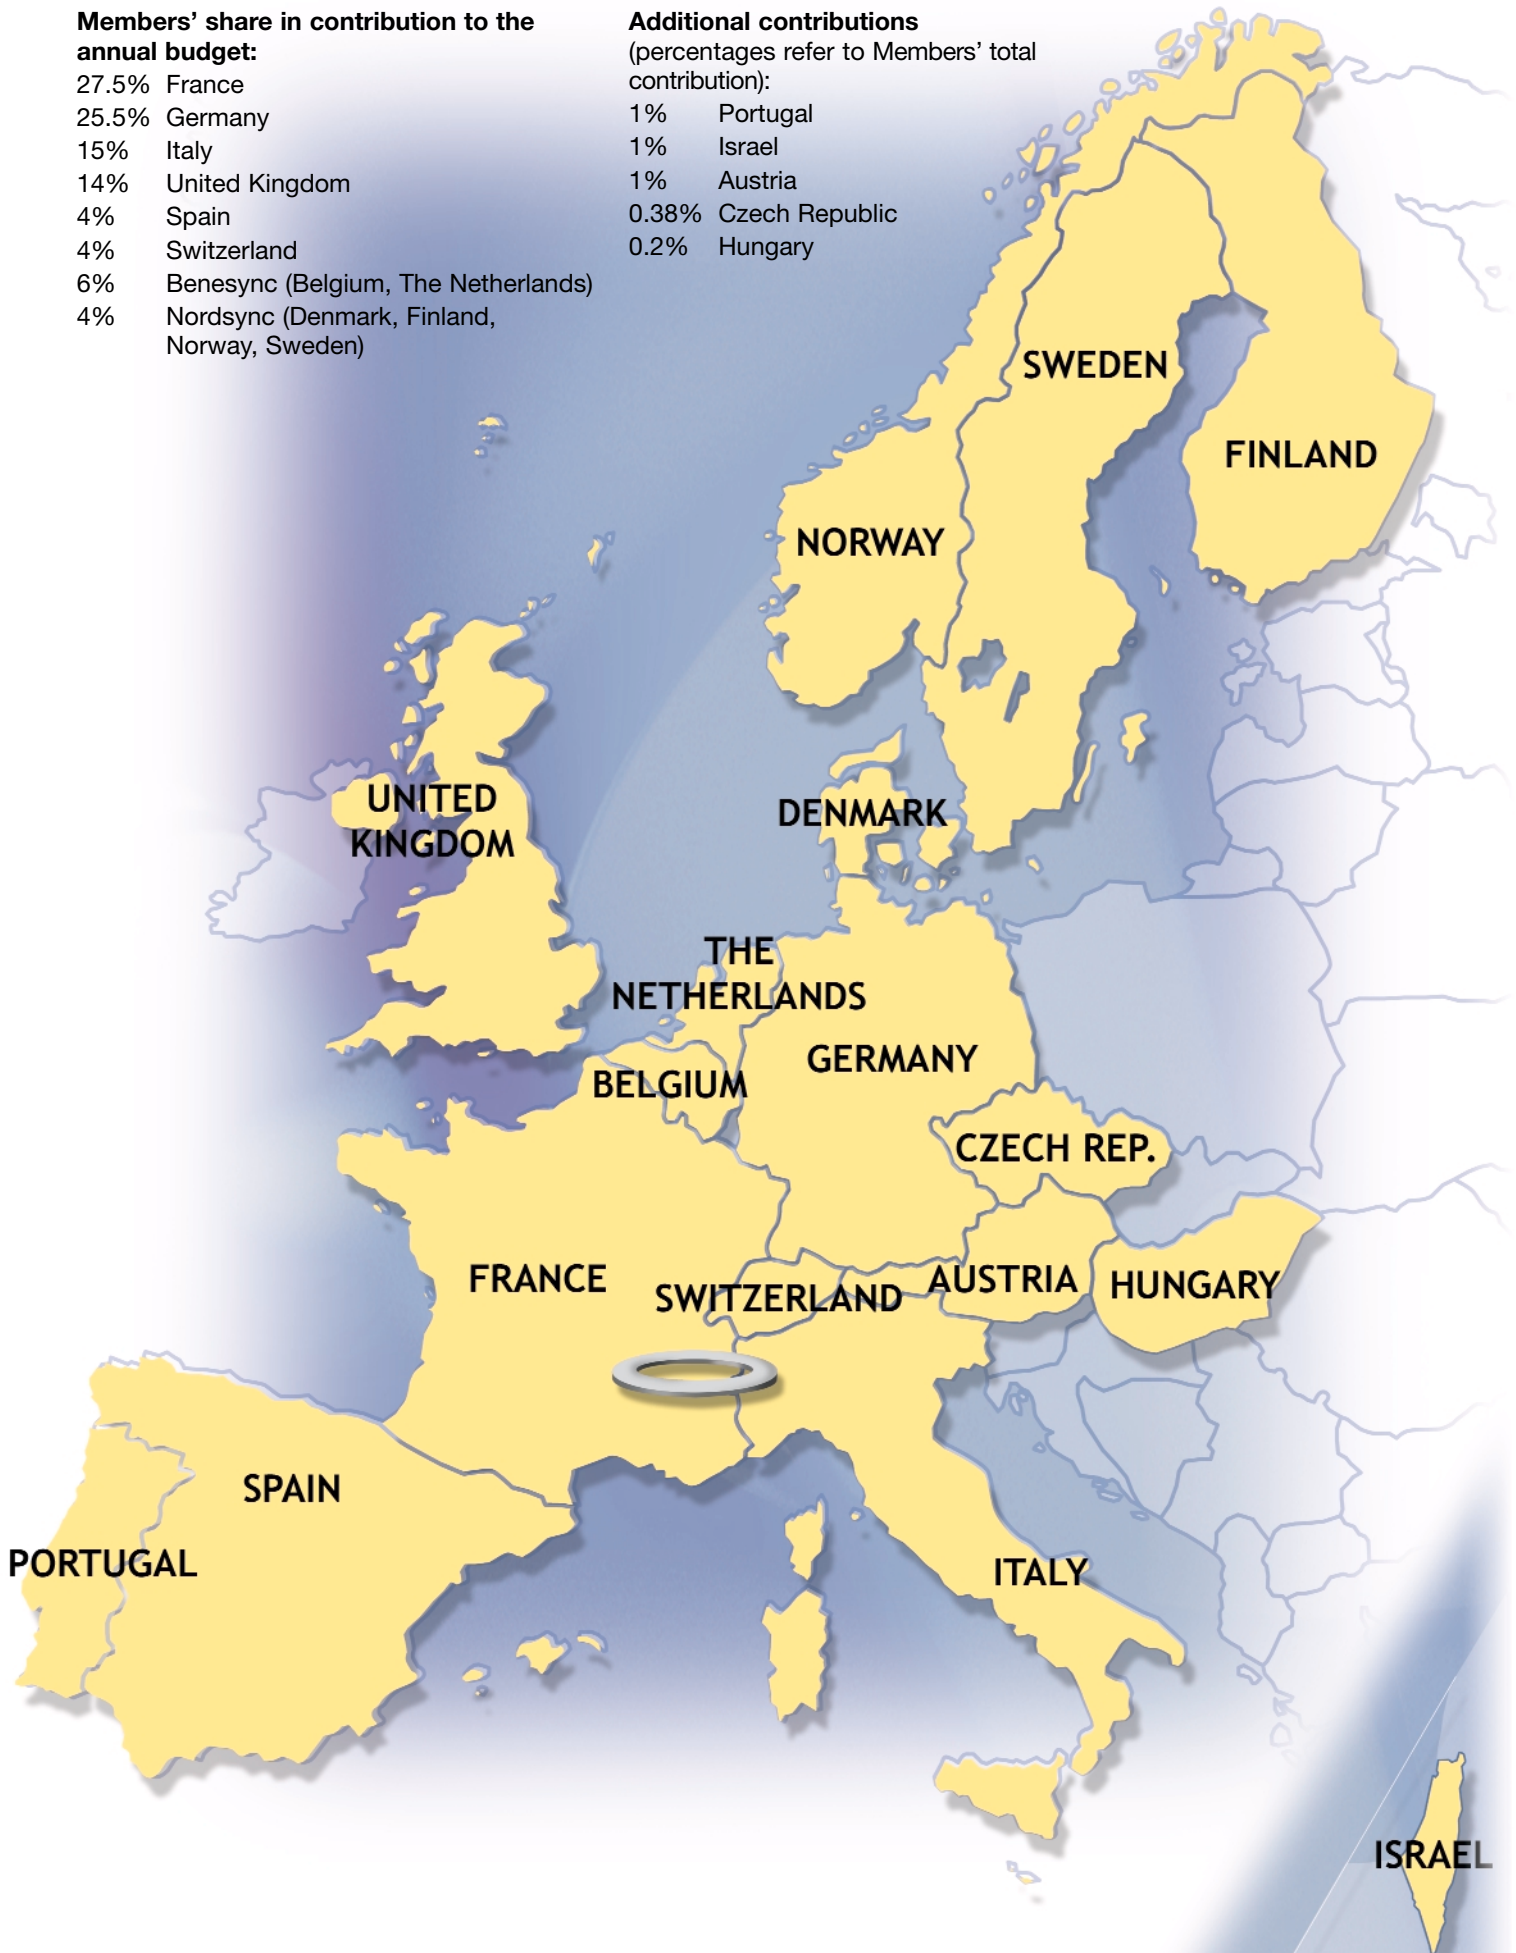 Members' share in contribution to the
annual budget:
27.5% France
25.5% Germany
15% Italy
14% United Kingdom
4% Spain
4% Switzerland
6% Benesync (Belgium, The Netherlands)
4% Nordsync (Denmark, Finland,
Norway, Sweden)
Additional contributions
(percentages refer to Members' total
contribution):
1% Portugal
1% Israel
1% Austria
0.38% Czech Republic
0.2% Hungary
SWEDEN
FINLAND
NORWAY
UNITED
KINGDOM
DENMARK
THE
NETHERLANDS
GERMANY
BELGIUM
CZECH REP.
FRANCE
SWITZERLAND
AUSTRIA
HUNGARY
SPAIN
PORTUGAL
ITALY
ISRAEL